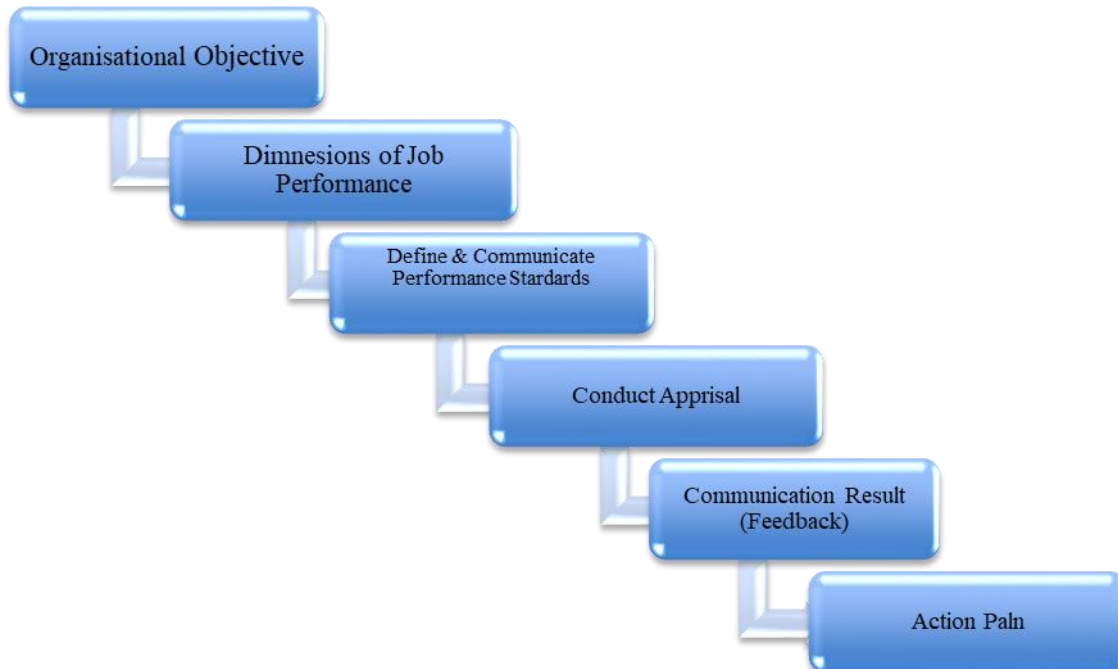 Organisational Objective
Dimnesions of Job
Performance
Define & Communicate
Performance Stardards
Conduct Apprisal
Communication Result
(Feedback)
Action Paln